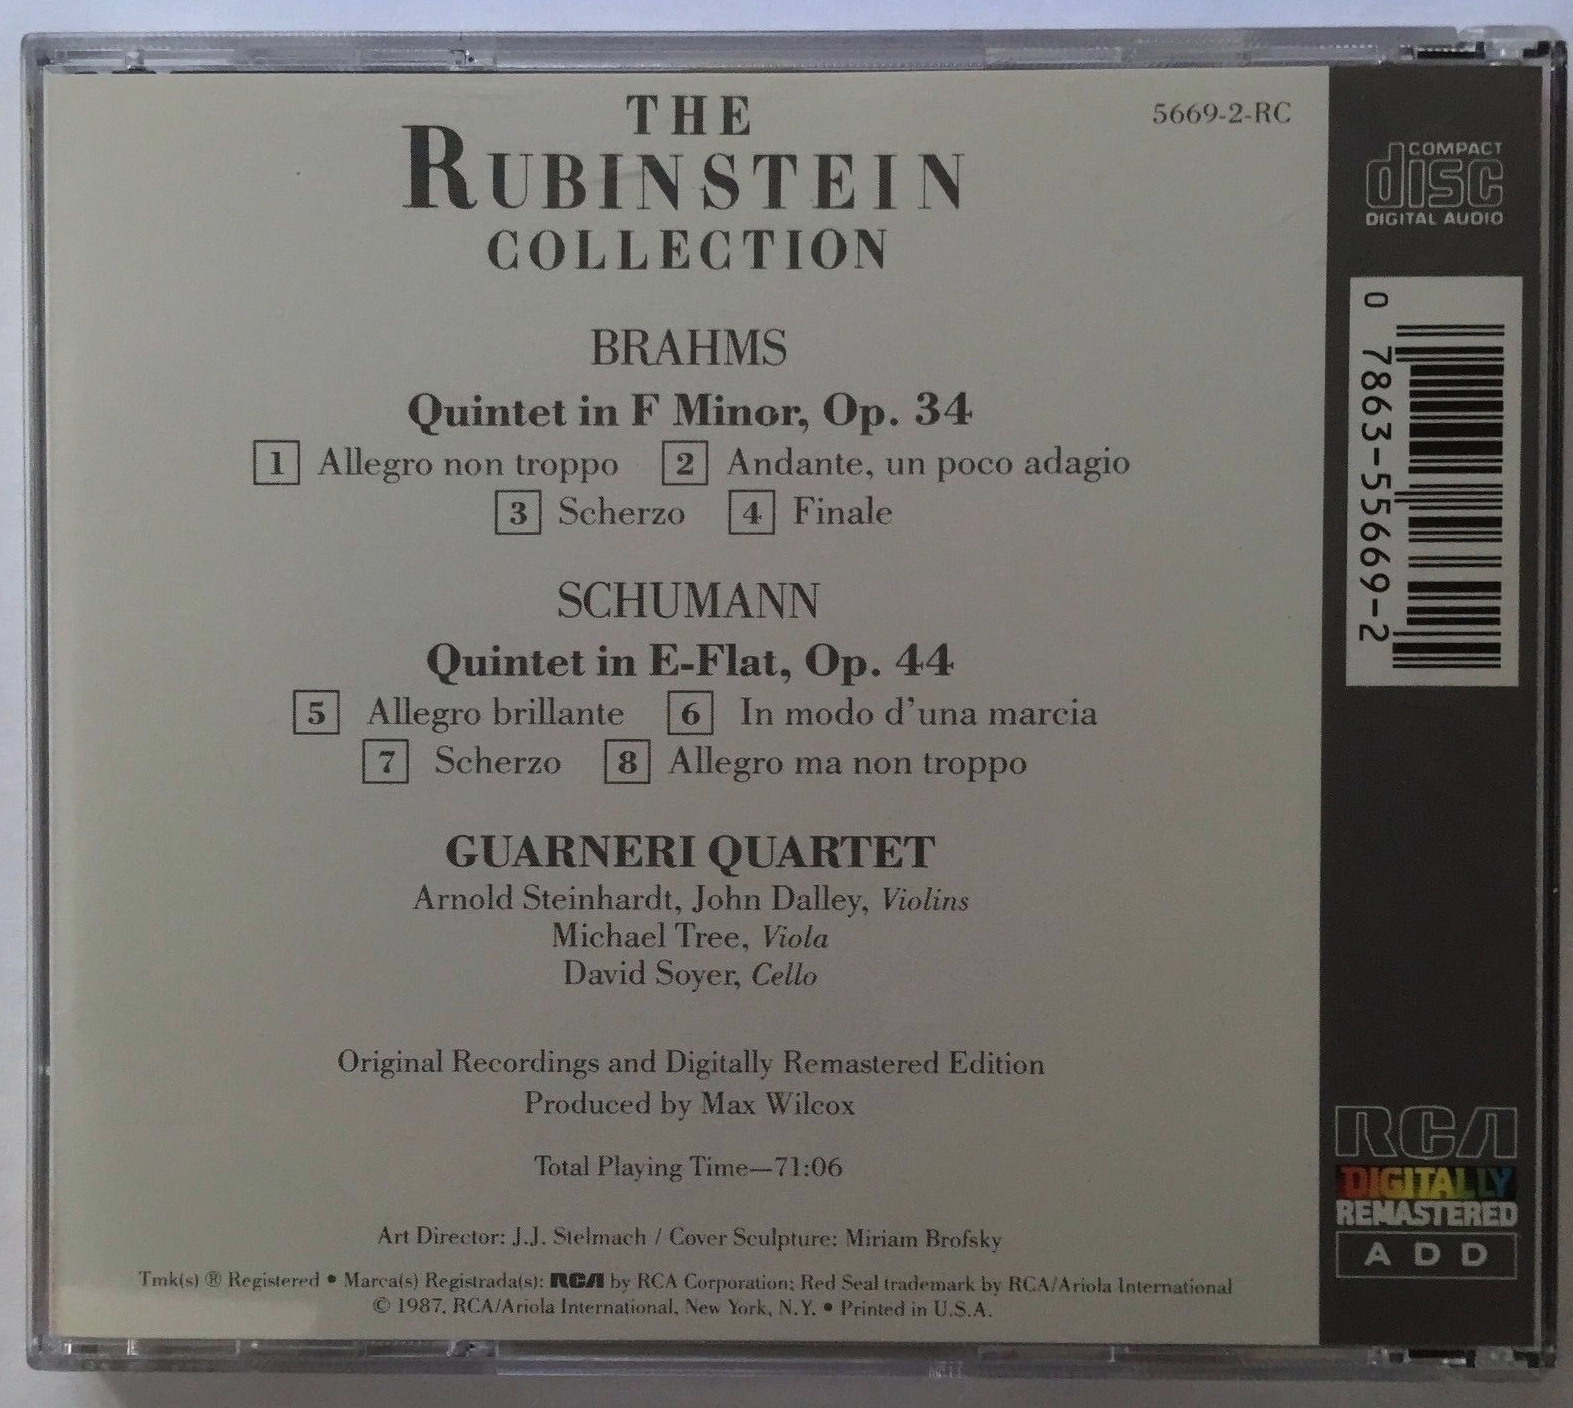 THE
RUBINSTEIN
COLLECTION
5669-2-RC
BRAHMS
Quintet in F Minor, Op. 34
1 Allegro non troppo 2 Andante, un poco adagio
3 Scherzo 4 Finale
SCHUMANN
Quintet in E-Flat, Op. 44
5 Allegro brillante 6 In modo d'una marcia
7 Scherzo 8 Allegro ma non troppo
GUARNERI QUARTET
Arnold Steinhardt, John Dalley, Violins
Michael Tree, Viola
David Soyer, Cello
Original Recordings and Digitally Remastered Edition
Produced by Max Wilcox
Total Playing Time—71:06
Art Director: J.J. Stelmach / Cover Sculpture: Miriam Brofsky
Tmk(s) ® Registered • Marca(s) Registrada(s): RCA by RCA Corporation; Red Seal trademark by RCA/Ariola International
© 1987, RCA/Ariola International, New York, N.Y. • Printed in U.S.A.
COMPACT
disc
DIGITAL AUDIO
0 7863-55669-2
RCA
DIGITALLY
REMASTERED
ADD